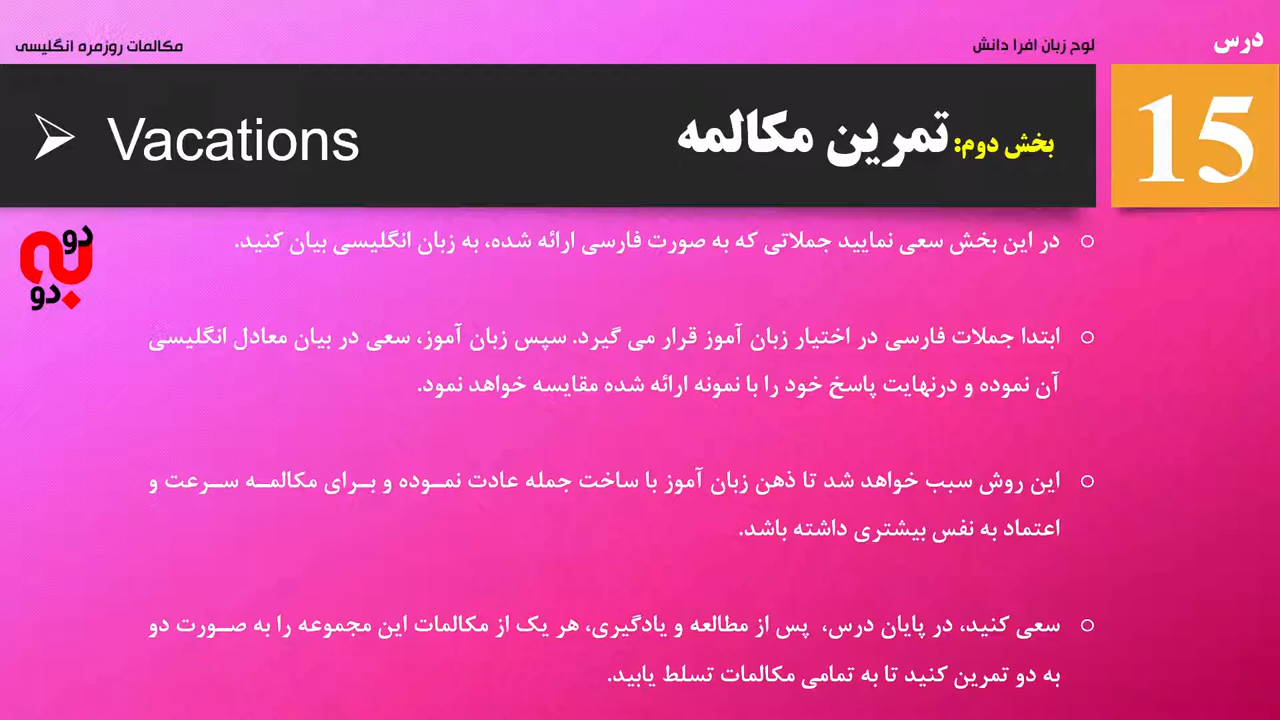 درس
لوح زبان افرا دانش
مکالمات روزمره انگلیسی
15
بخش دوم: تمرین مکالمه
Vacations
دو به دو
در این بخش سعی نمایید جملاتی که به صورت فارسی ارائه شده، به زبان انگلیسی بیان کنید.
ابتدا جملات فارسی در اختیار زبان آموز قرار می گیرد. سپس زبان آموز، سعی در بیان معادل انگلیسی
آن نموده و درنهایت پاسخ خود را با نمونه ارائه شده مقایسه خواهد نمود.
این روش سبب خواهد شد تا ذهن زبان آموز با ساخت جمله عادت نمـوده و بـرای مکالمـه سـرعت و
اعتماد به نفس بیشتری داشته باشد.
سعی کنید، در پایان درس، پس از مطالعه و یادگیری، هر یک از مکالمات این مجموعه را به صـورت دو
به دو تمرین کنید تا به تمامی مکالمات تسلط یابید.